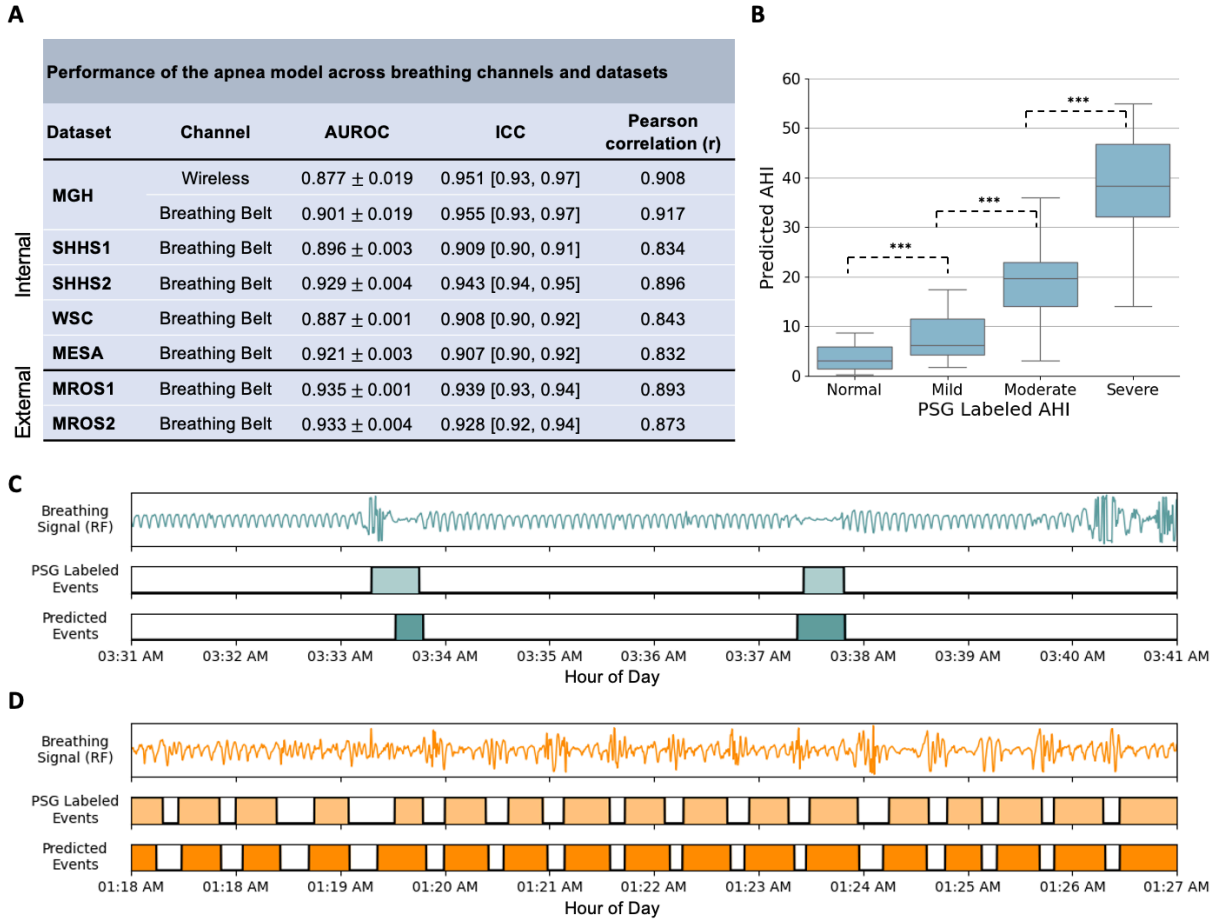 A
Performance of the apnea model across breathing channels and datasets
Dataset Channel AUROC ICC Pearson
correlation (r)
Internal
MGH Wireless 0.877 ± 0.019 0.951 [0.93, 0.97] 0.908
Breathing Belt 0.901 ± 0.019 0.955 [0.93, 0.97] 0.917
SHHS1 Breathing Belt 0.896 ± 0.003 0.909 [0.90, 0.91] 0.834
SHHS2 Breathing Belt 0.929 ± 0.004 0.943 [0.94, 0.95] 0.896
WSC Breathing Belt 0.887 ± 0.001 0.908 [0.90, 0.92] 0.843
MESA Breathing Belt 0.921 ± 0.003 0.907 [0.90, 0.92] 0.832
External
MROS1 Breathing Belt 0.935 ± 0.001 0.939 [0.93, 0.94] 0.893
MROS2 Breathing Belt 0.933 ± 0.004 0.928 [0.92, 0.94] 0.873
B
Predicted AHI
60
50
40
30
20
10
0
***
***
***
Normal Mild Moderate Severe
PSG Labeled AHI
C
Breathing
Signal (RF)
PSG Labeled
Events
Predicted
Events
03:31 AM 03:32 AM 03:33 AM 03:34 AM 03:35 AM 03:36 AM 03:37 AM 03:38 AM 03:39 AM 03:40 AM 03:41 AM
Hour of Day
D
Breathing
Signal (RF)
PSG Labeled
Events
Predicted
Events
01:18 AM 01:18 AM 01:19 AM 01:20 AM 01:21 AM 01:22 AM 01:23 AM 01:24 AM 01:25 AM 01:26 AM 01:27 AM
Hour of Day